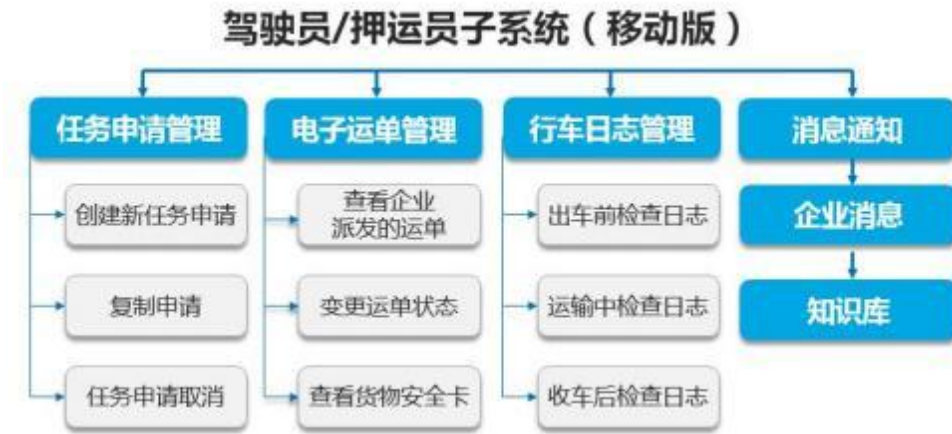 驾驶员/押运员子系统（移动版）
任务申请管理
电子运单管理
行车日志管理
消息通知
创建新任务申请
查看企业
派发的运单
出车前检查日志
企业消息
复制申请
变更运单状态
运输中检查日志
知识库
任务申请取消
查看货物安全卡
收车后检查日志